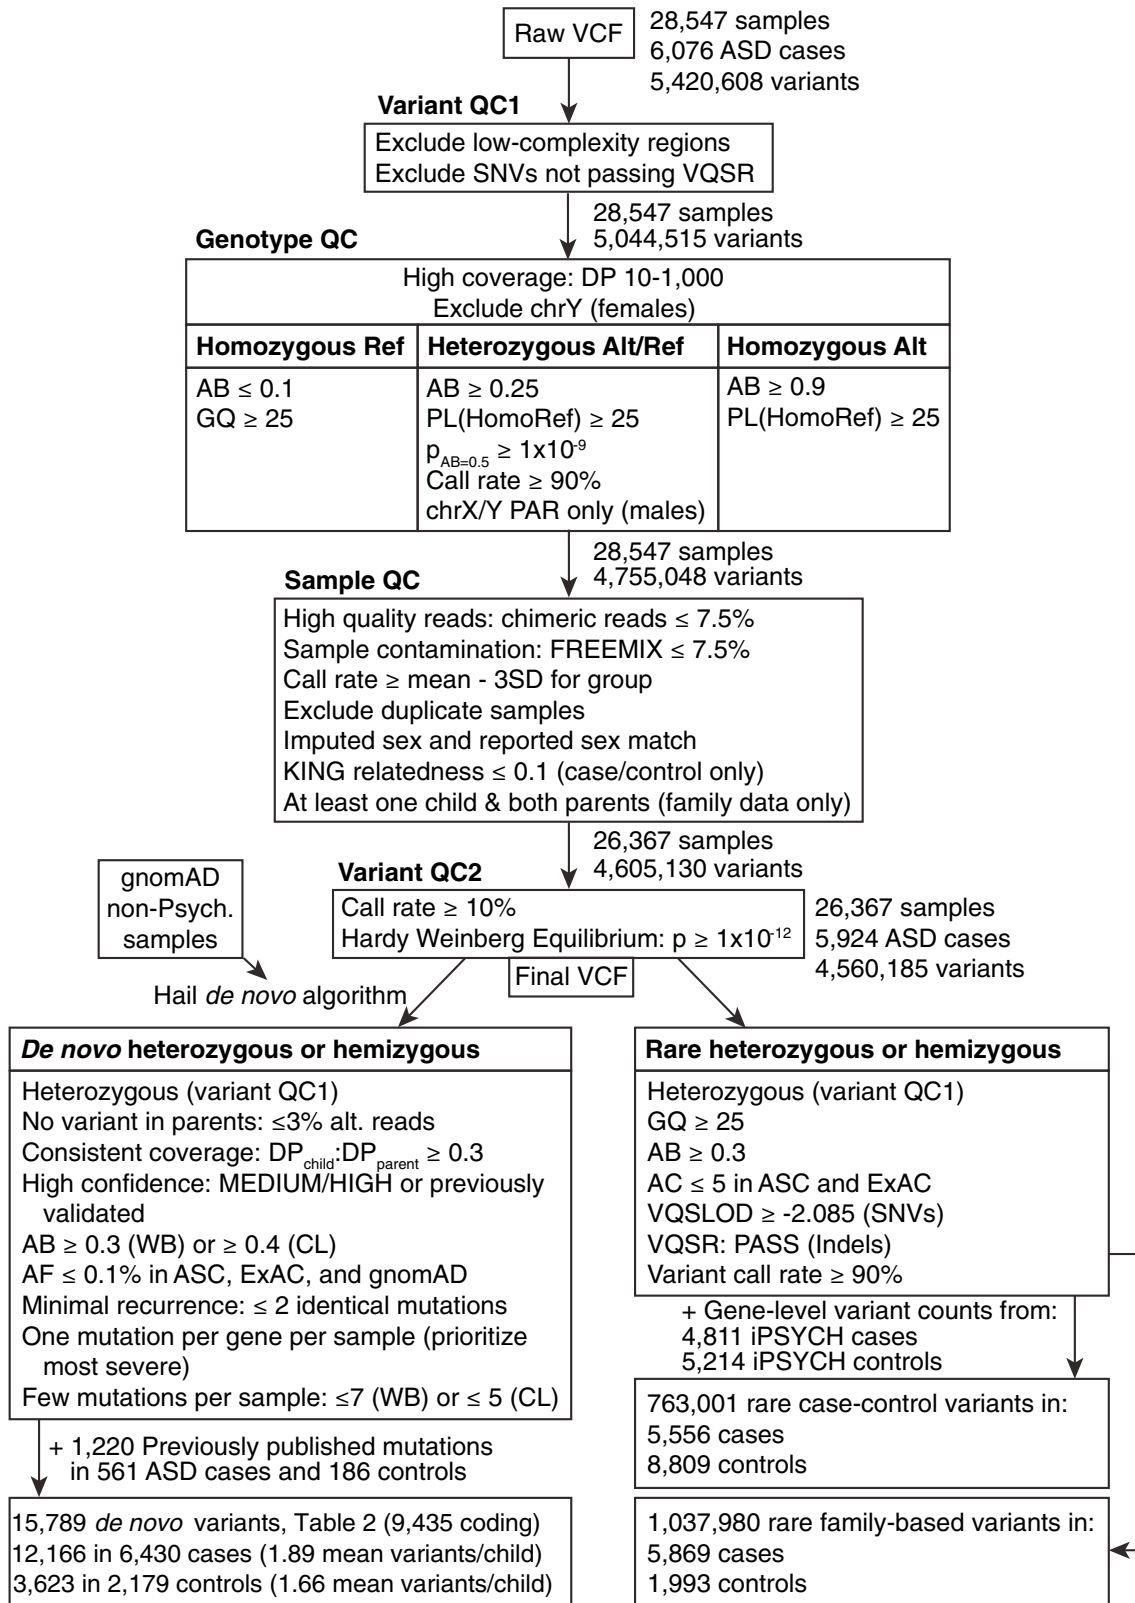 Raw VCF
28,547 samples
6,076 ASD cases
5,420,608 variants
Variant QC1
Exclude low-complexity regions
Exclude SNVs not passing VQSR
28,547 samples
5,044,515 variants
Genotype QC
High coverage: DP 10-1,000
Exclude chrY (females)
Homozygous Ref
AB ≤ 0.1
GQ ≥ 25
Heterozygous Alt/Ref
AB ≥ 0.25
PL(HomoRef) ≥ 25
p_AB=0.5 ≥ 1x10⁻⁹
Call rate ≥ 90%
chrX/Y PAR only (males)
Homozygous Alt
AB ≥ 0.9
PL(HomoRef) ≥ 25
28,547 samples
4,755,048 variants
Sample QC
High quality reads: chimeric reads ≤ 7.5%
Sample contamination: FREEMIX ≤ 7.5%
Call rate ≥ mean - 3SD for group
Exclude duplicate samples
Imputed sex and reported sex match
KING relatedness ≤ 0.1 (case/control only)
At least one child & both parents (family data only)
26,367 samples
4,605,130 variants
Variant QC2
Call rate ≥ 10%
Hardy Weinberg Equilibrium: p ≥ 1x10⁻¹²
26,367 samples
5,924 ASD cases
4,560,185 variants
Final VCF
gnomAD
non-Psych.
samples
Hail de novo algorithm
De novo heterozygous or hemizygous
Heterozygous (variant QC1)
No variant in parents: ≤3% alt. reads
Consistent coverage: DP_child:DP_parent ≥ 0.3
High confidence: MEDIUM/HIGH or previously
validated
AB ≥ 0.3 (WB) or ≥ 0.4 (CL)
AF ≤ 0.1% in ASC, ExAC, and gnomAD
Minimal recurrence: ≤ 2 identical mutations
One mutation per gene per sample (prioritize
most severe)
Few mutations per sample: ≤7 (WB) or ≤ 5 (CL)
+ 1,220 Previously published mutations
in 561 ASD cases and 186 controls
15,789 de novo variants, Table 2 (9,435 coding)
12,166 in 6,430 cases (1.89 mean variants/child)
3,623 in 2,179 controls (1.66 mean variants/child)
Rare heterozygous or hemizygous
Heterozygous (variant QC1)
GQ ≥ 25
AB ≥ 0.3
AC ≤ 5 in ASC and ExAC
VQSLOD ≥ -2.085 (SNVs)
VQSR: PASS (Indels)
Variant call rate ≥ 90%
+ Gene-level variant counts from:
4,811 iPSYCH cases
5,214 iPSYCH controls
763,001 rare case-control variants in:
5,556 cases
8,809 controls
1,037,980 rare family-based variants in:
5,869 cases
1,993 controls